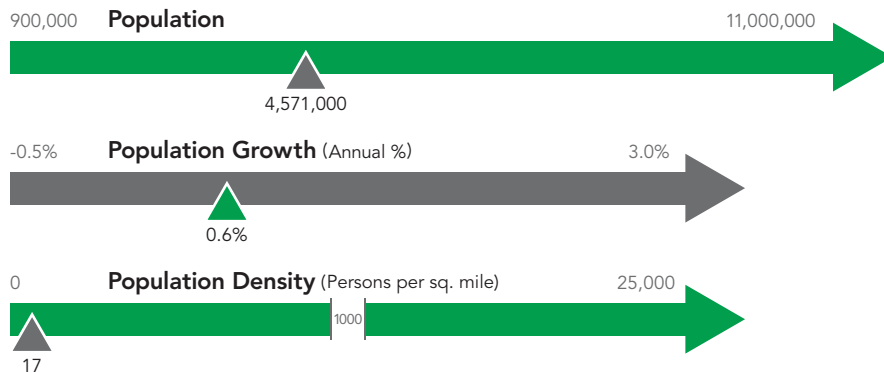 900,000 Population 11,000,000
4,571,000
-0.5% Population Growth (Annual %) 3.0%
0.6%
0 Population Density (Persons per sq. mile) 25,000
1000
17